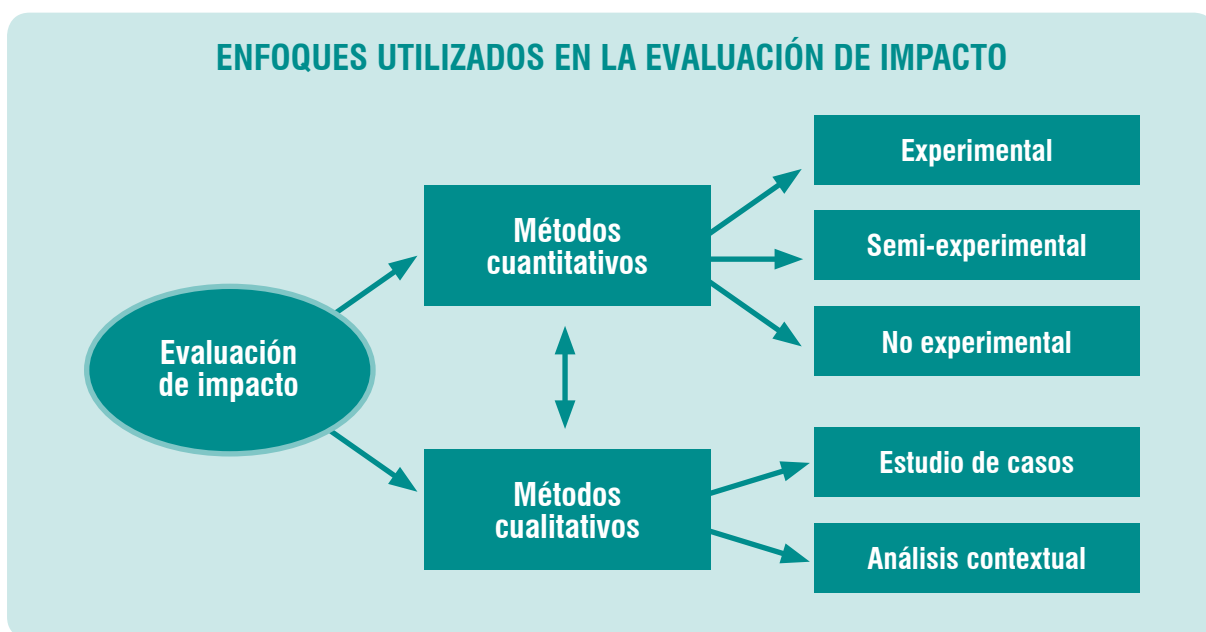 ENFOQUES UTILIZADOS EN LA EVALUACIÓN DE IMPACTO
Evaluación
de impacto
Métodos
cuantitativos
Experimental
Semi-experimental
No experimental
Métodos
cualitativos
Estudio de casos
Análisis contextual